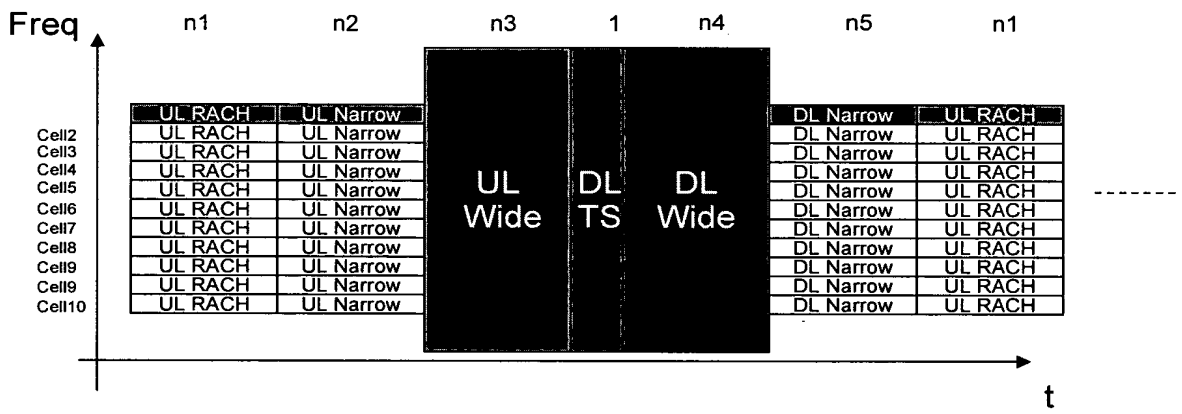 Freq n1 n2 n3 1 n4 n5 n1
UL RACH UL Narrow DL Narrow UL RACH
Cell2 UL RACH UL Narrow DL Narrow UL RACH
Cell3 UL RACH UL Narrow DL Narrow UL RACH
Cell4 UL RACH UL Narrow DL Narrow UL RACH
Cell5 UL RACH UL Narrow DL Narrow UL RACH
Cell6 UL RACH UL Narrow DL Narrow UL RACH
Cell7 UL RACH UL Narrow DL Narrow UL RACH
Cell8 UL RACH UL Narrow DL Narrow UL RACH
Cell9 UL RACH UL Narrow DL Narrow UL RACH
Cell9 UL RACH UL Narrow DL Narrow UL RACH
Cell10 UL RACH UL Narrow DL Narrow UL RACH
UL DL DL
Wide TS Wide
t